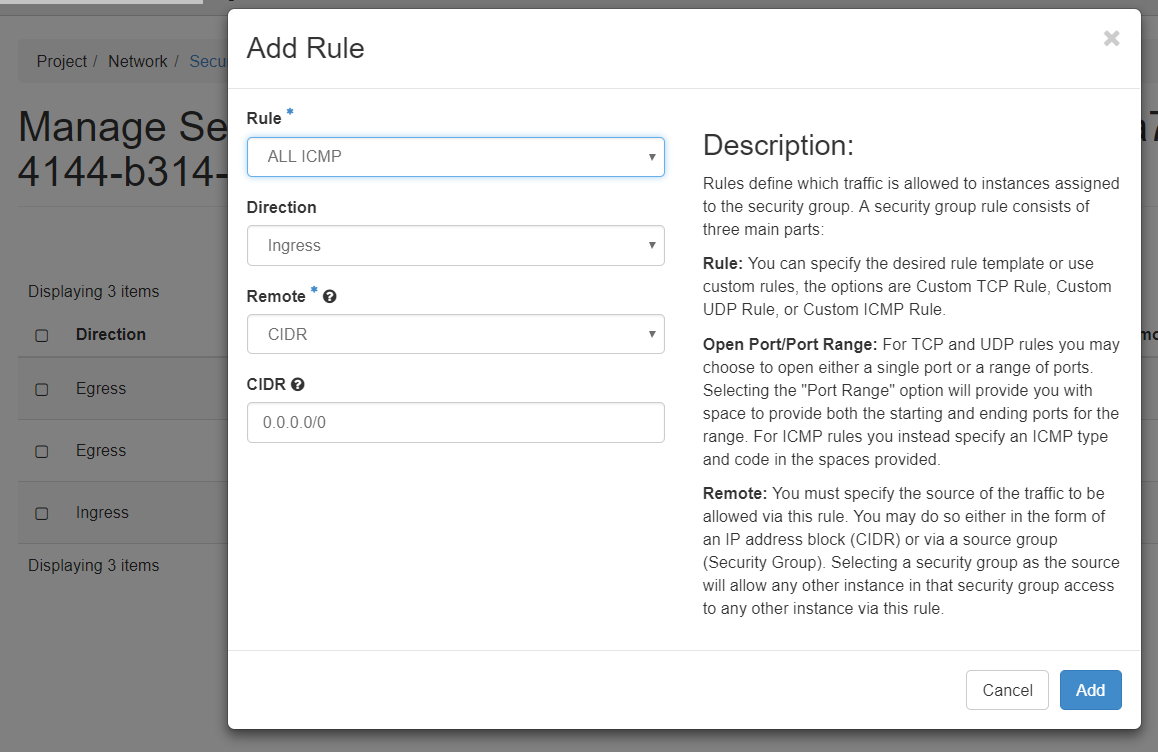 Add Rule
×
Project / Network / Secu
Manage Se
4144-b314-
Displaying 3 items
Direction
Egress
Egress
Ingress
Displaying 3 items
Rule *
ALL ICMP
Direction
Ingress
Remote *
CIDR
CIDR
0.0.0.0/0
Description:
Rules define which traffic is allowed to instances assigned
to the security group. A security group rule consists of
three main parts:
Rule: You can specify the desired rule template or use
custom rules, the options are Custom TCP Rule, Custom
UDP Rule, or Custom ICMP Rule.
Open Port/Port Range: For TCP and UDP rules you may
choose to open either a single port or a range of ports.
Selecting the "Port Range" option will provide you with
space to provide both the starting and ending ports for the
range. For ICMP rules you instead specify an ICMP type
and code in the spaces provided.
Remote: You must specify the source of the traffic to be
allowed via this rule. You may do so either in the form of
an IP address block (CIDR) or via a source group
(Security Group). Selecting a security group as the source
will allow any other instance in that security group access
to any other instance via this rule.
Cancel
Add